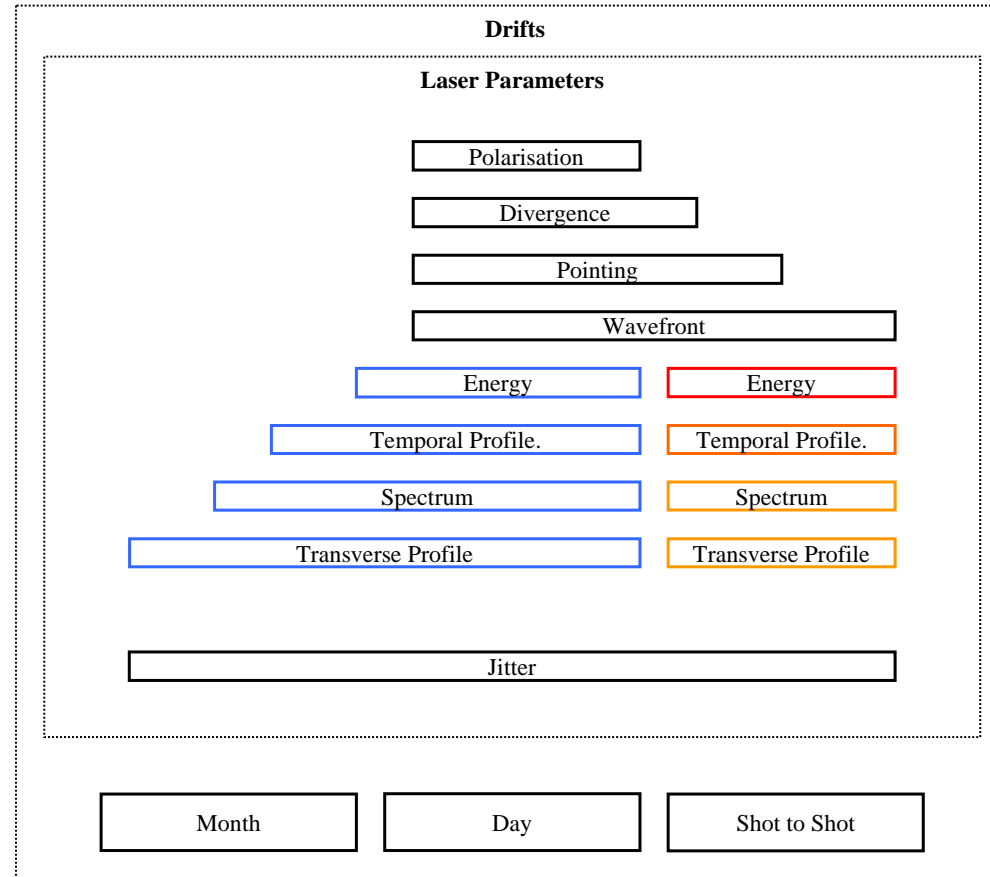 Drifts
Laser Parameters
Polarisation
Divergence
Pointing
Wavefront
Energy Energy
Temporal Profile. Temporal Profile.
Spectrum Spectrum
Transverse Profile Transverse Profile
Jitter
Month Day Shot to Shot